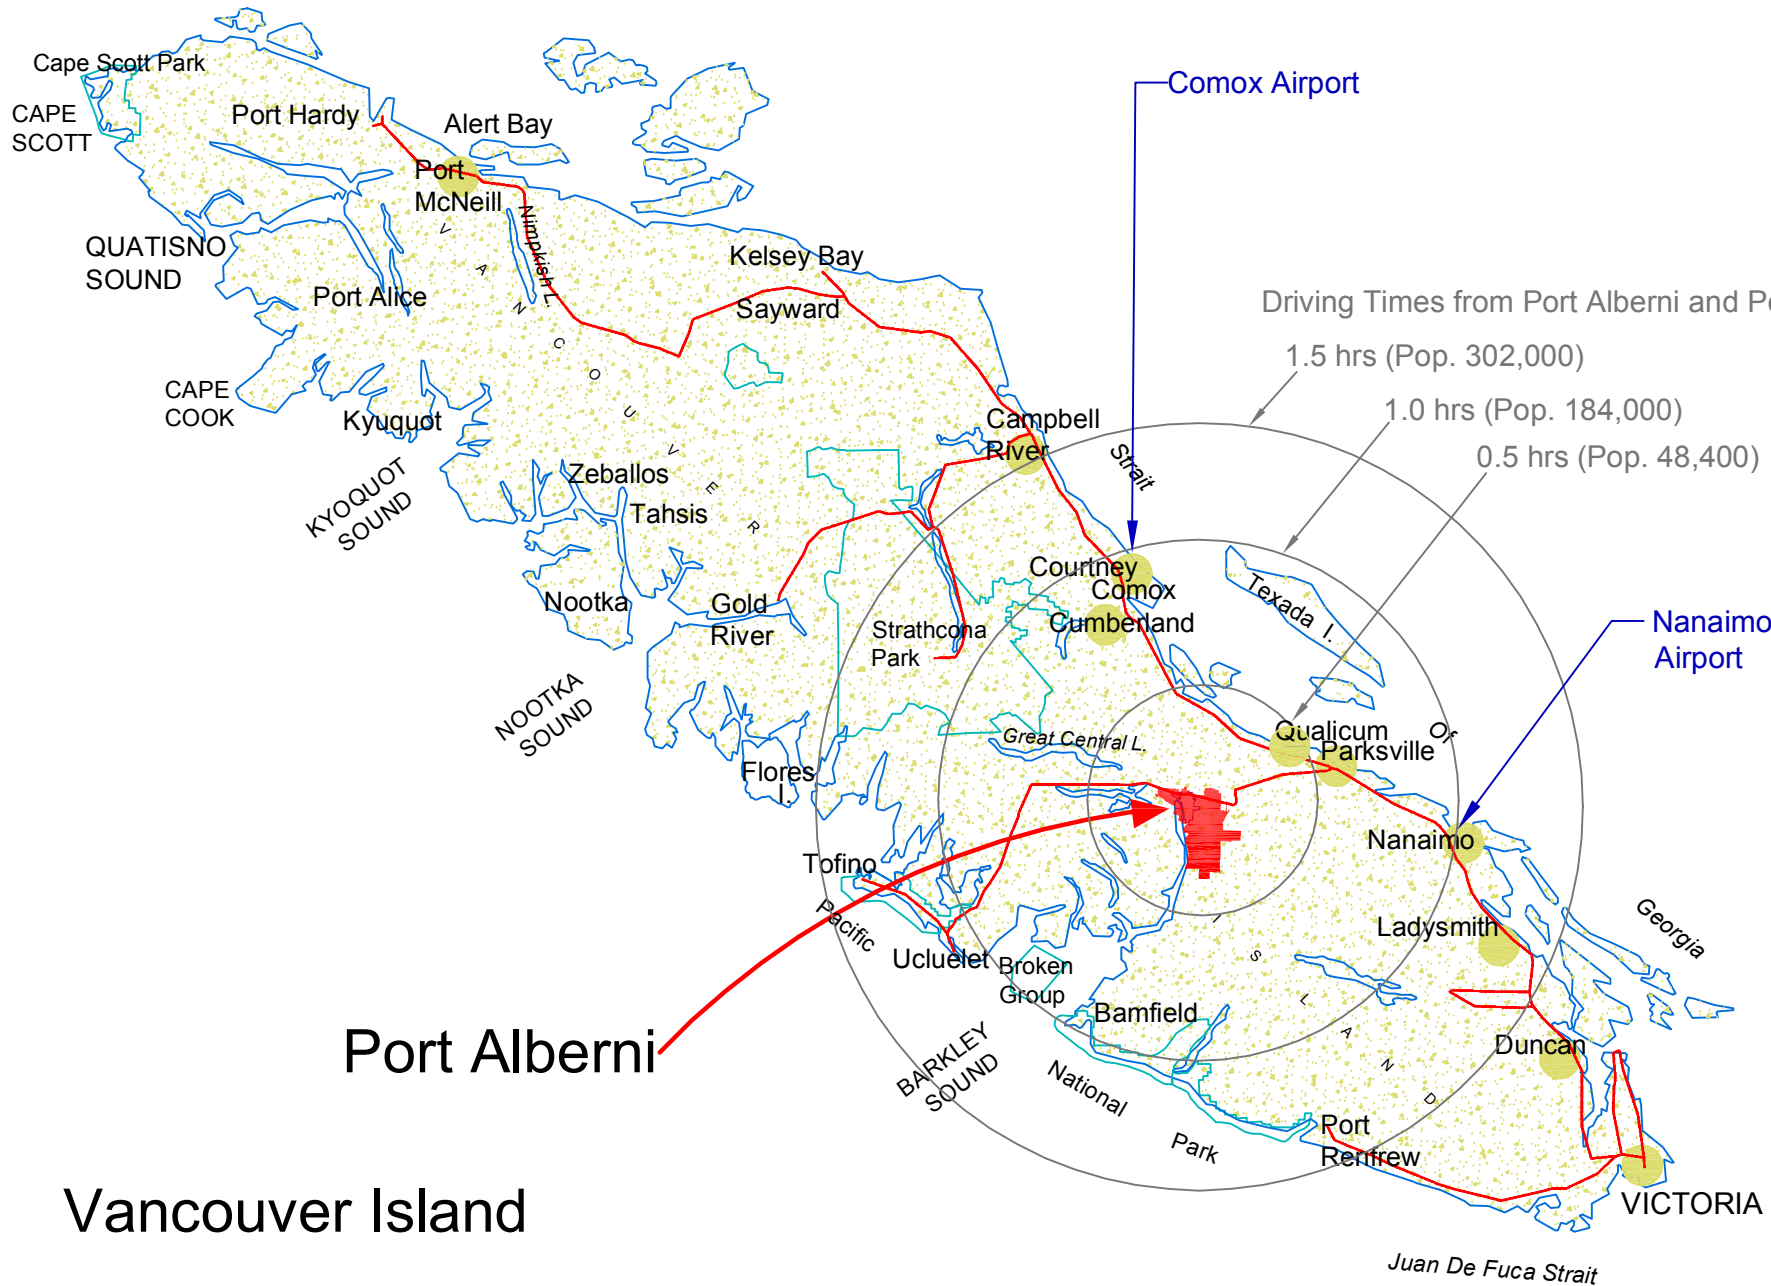 Cape Scott Park
CAPE
SCOTT
Port Hardy
Alert Bay
Port
McNeill
Nimpkish L.
QUATISNO
SOUND
Port Alice
CAPE
COOK
Kyuquot
KYOQUOT
SOUND
Kelsey Bay
Sayward
VANCOUVER
Zeballos
Tahsis
Nootka
NOOTKA
SOUND
Gold
River
Flores
I.
Strathcona
Park
Campbell
River
Strait
Comox Airport
Driving Times from Port Alberni and
1.5 hrs (Pop. 302,000)
1.0 hrs (Pop. 184,000)
0.5 hrs (Pop. 48,400)
Courtney
Comox
Cumberland
Texada I.
Nanaimo
Airport
Of
Great Central L.
Qualicum
Parksville
Nanaimo
Tofino
Pacific
Ucluelet
Broken
Group
Bamfield
BARKLEY
SOUND
National
Park
ISLAND
Ladysmith
Georgia
Duncan
Port
Renfrew
VICTORIA
Juan De Fuca Strait
Port Alberni
Vancouver Island